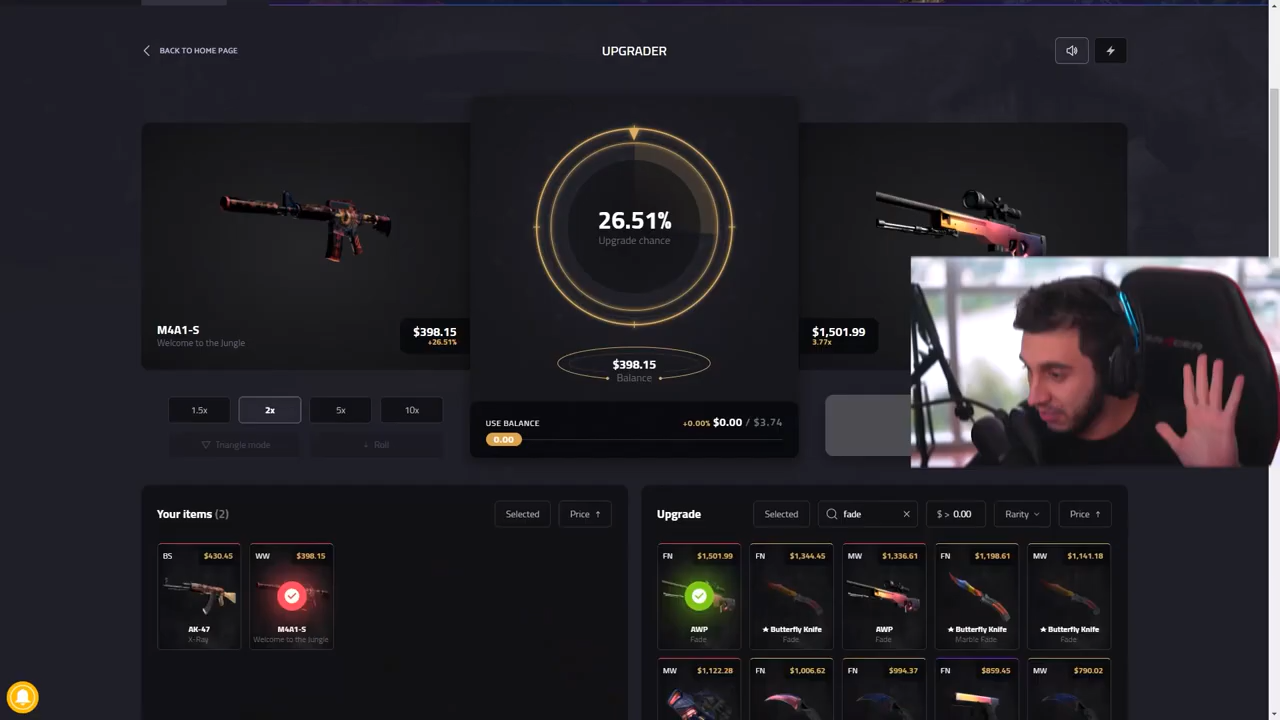 BACK TO HOME PAGE
UPGRADER
26.51%
Upgrade chance
M4A1-S
Welcome to the Jungle
$398.15
+26.51%
$1,501.99
3.77x
$398.15
Balance
1.5x 2x 5x 10x
Triangle mode Roll
USE BALANCE +0.00% $0.00 / $3.74
0.00
Your items (2) Selected Price ↑
BS $430.45
AK-47
X-Ray
WW $398.15
M4A1-S
Welcome to the Jungle
Upgrade Selected fade $ > 0.00 Rarity Price ↑
FN $1,501.99
AWP
Fade
FN $1,344.45
★ Butterfly Knife
Fade
MW $1,336.61
AWP
Fade
FN $1,198.61
★ Butterfly Knife
Marble Fade
MW $1,141.18
★ Butterfly Knife
Fade
MW $1,122.28
FN $1,006.62
FN $994.37
FN $859.45
MW $790.02